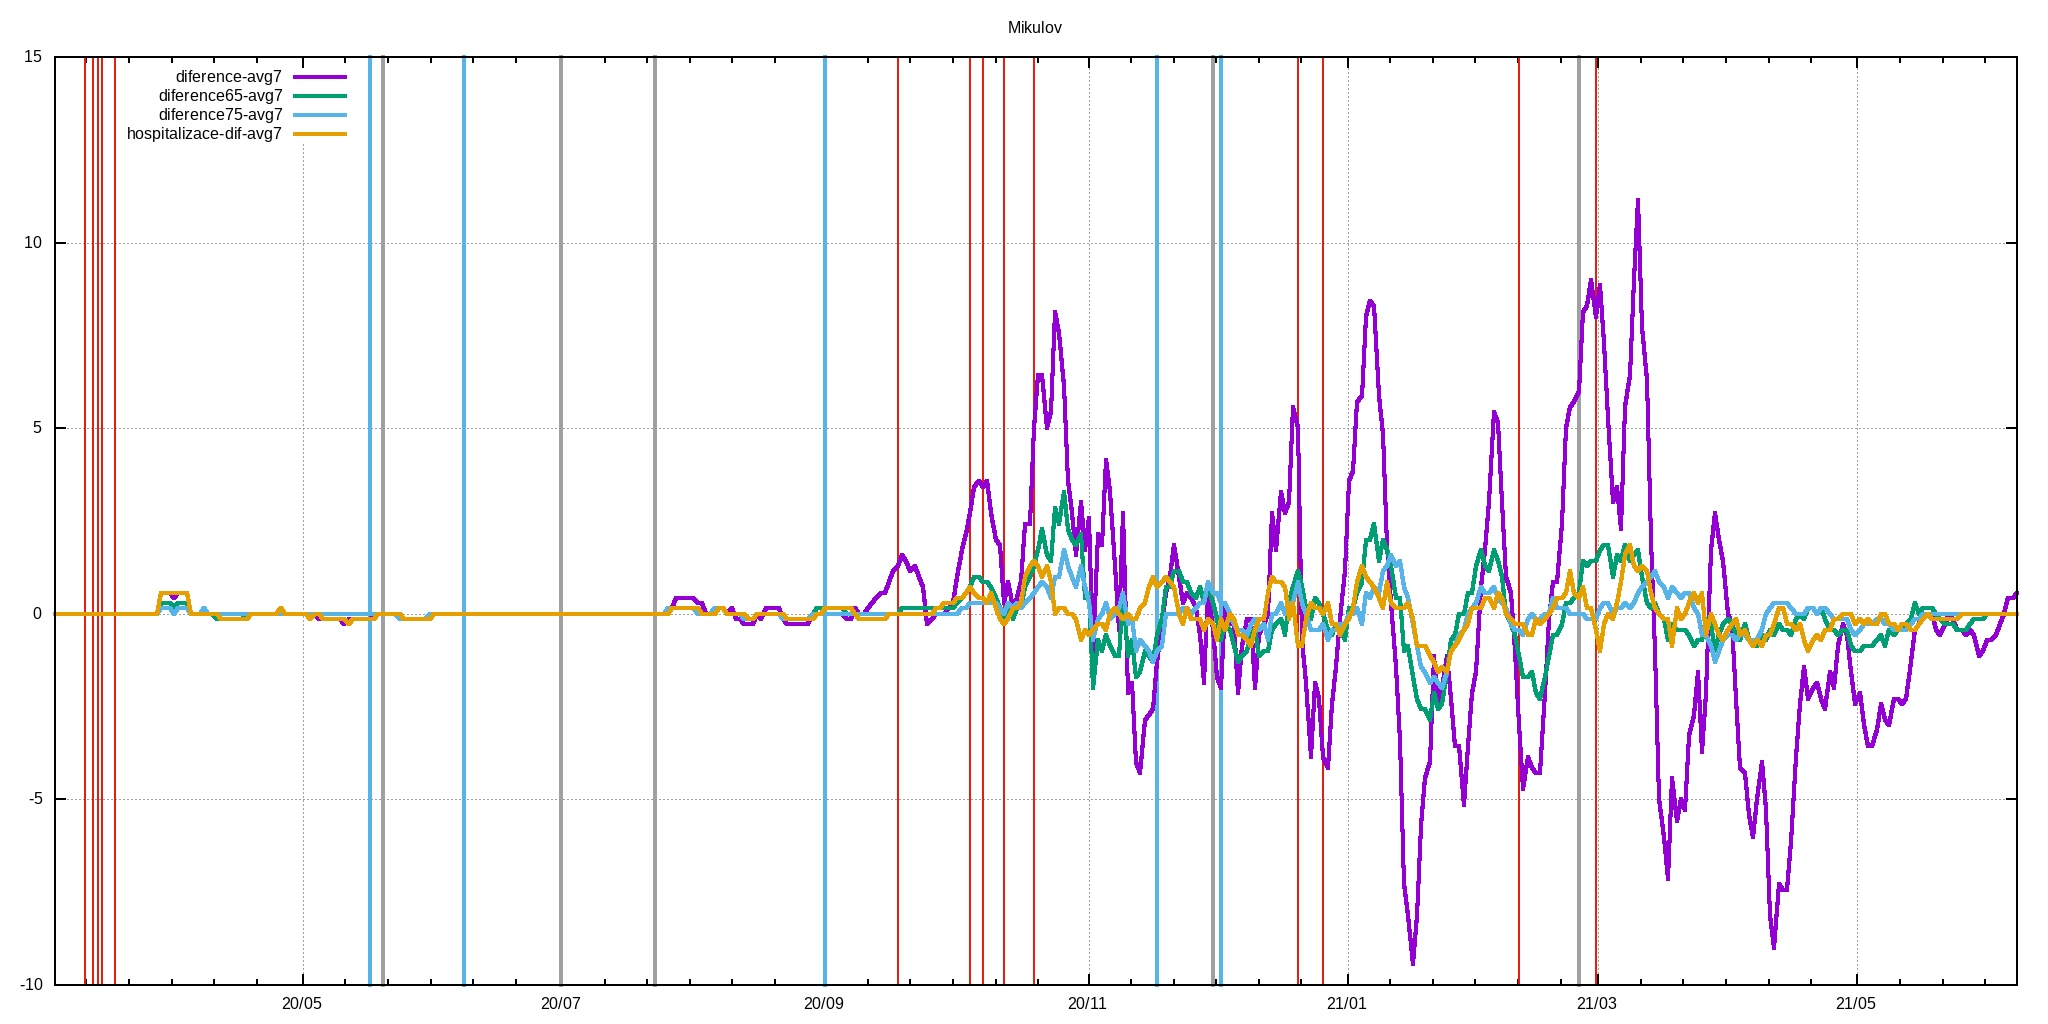 Mikulov
15
diference-avg7
diference65-avg7
diference75-avg7
hospitalizace-dif-avg7
10
5
0
-5
-10
20/05 20/07 20/09 20/11 21/01 21/03 21/05